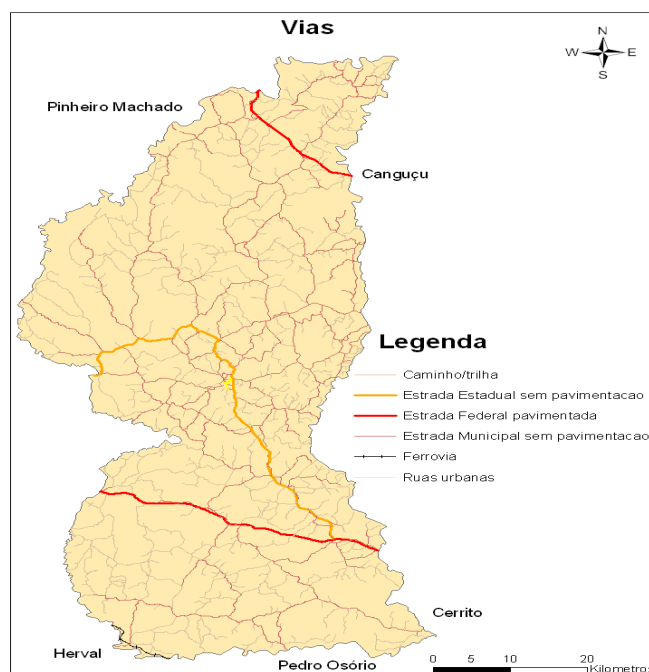 Vias
N
W E
S
Pinheiro Machado
Canguçu
Legenda
Caminho/trilha
Estrada Estadual sem pavimentacao
Estrada Federal pavimentada
Estrada Municipal sem pavimentacao
Ferrovia
Ruas urbanas
Cerrito
Herval
Pedro Osório
0 5 10 20
Kilometros